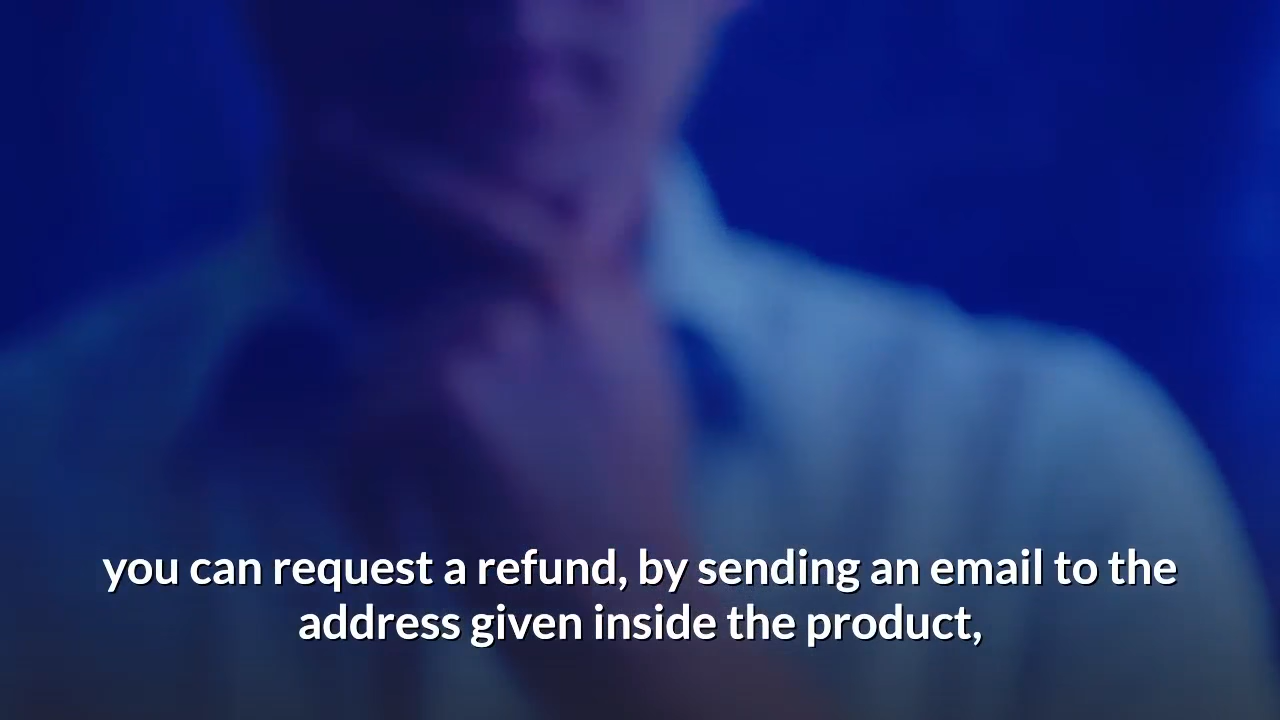 you can request a refund, by sending an email to the
address given inside the product,